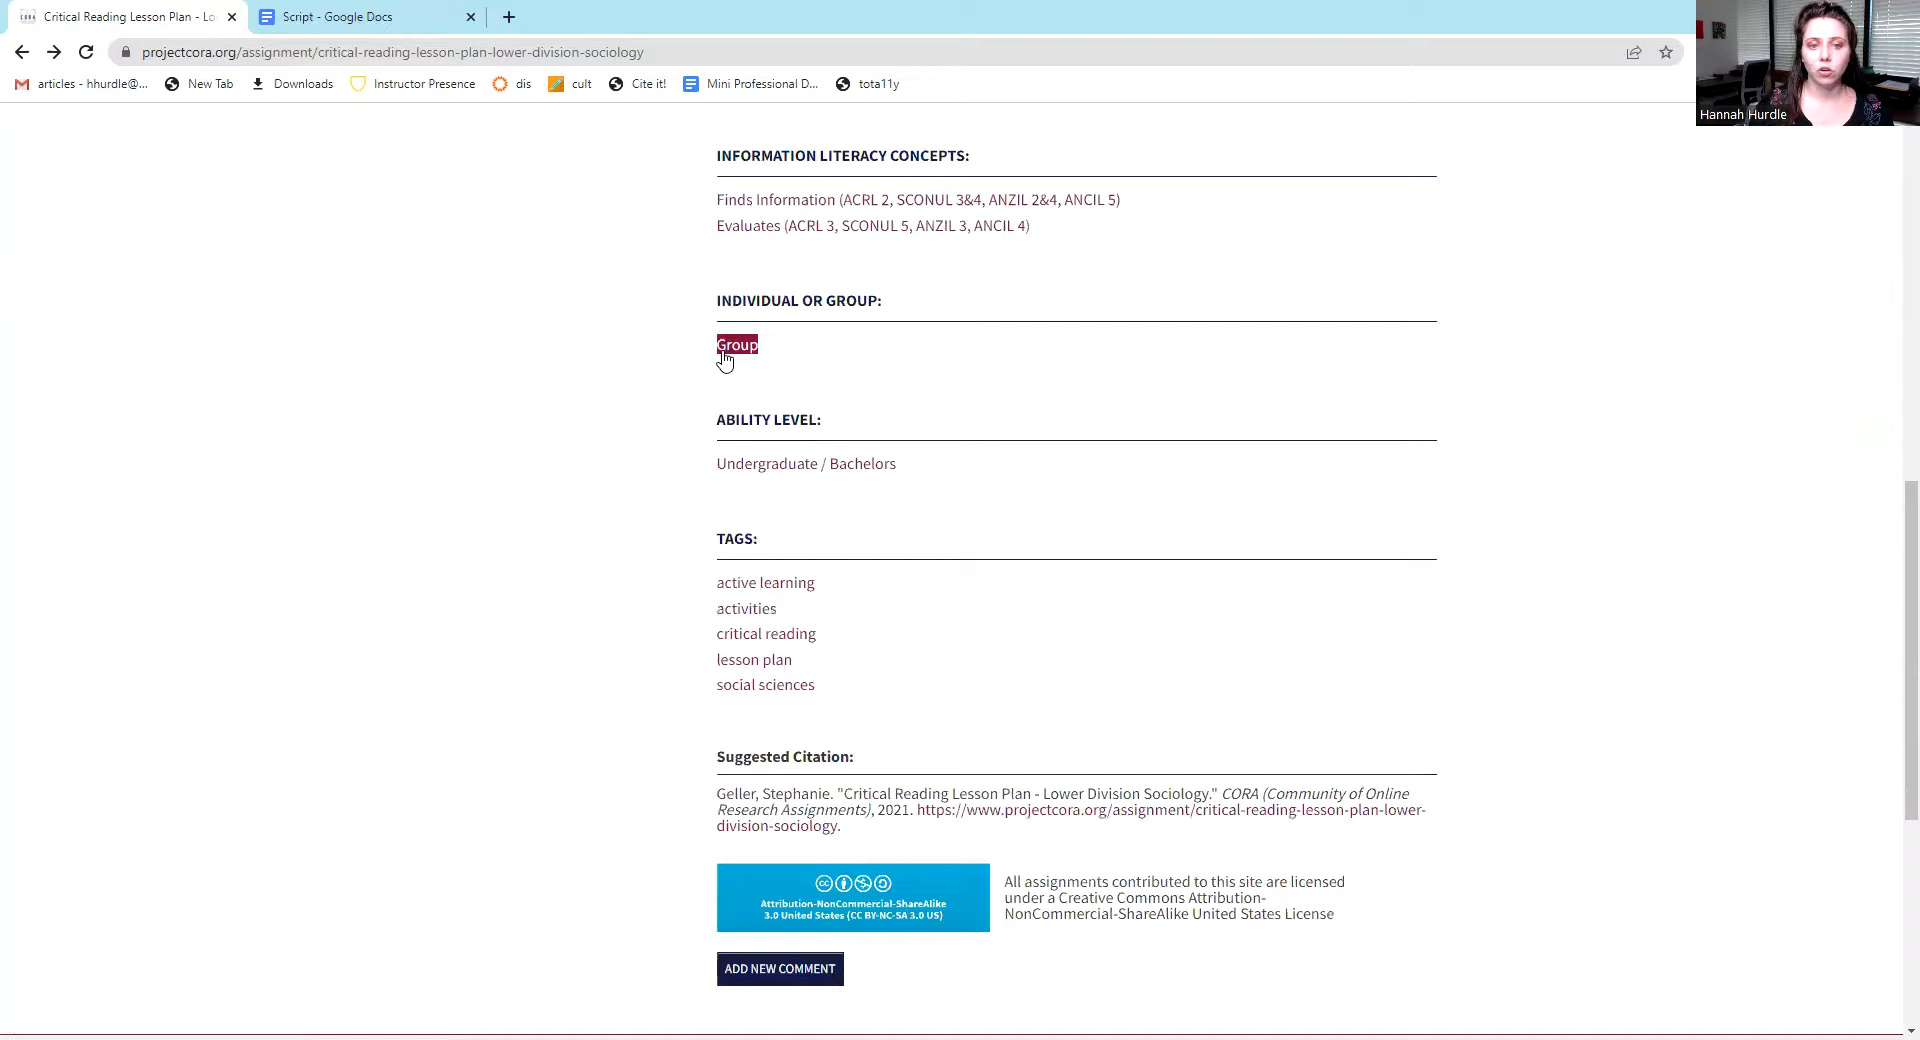 CORA Critical Reading Lesson Plan - Lo
Script - Google Docs
projectcora.org/assignment/critical-reading-lesson-plan-lower-division-sociology
articles - hhurdle@... New Tab Downloads Instructor Presence dis cult Cite it! Mini Professional D... tota11y
Hannah Hurdle
INFORMATION LITERACY CONCEPTS:
Finds Information (ACRL 2, SCONUL 3&4, ANZIL 2&4, ANCIL 5)
Evaluates (ACRL 3, SCONUL 5, ANZIL 3, ANCIL 4)
INDIVIDUAL OR GROUP:
Group
ABILITY LEVEL:
Undergraduate / Bachelors
TAGS:
active learning
activities
critical reading
lesson plan
social sciences
Suggested Citation:
Geller, Stephanie. "Critical Reading Lesson Plan - Lower Division Sociology." CORA (Community of Online
Research Assignments), 2021. https://www.projectcora.org/assignment/critical-reading-lesson-plan-lower-
division-sociology.
cc
Attribution-NonCommercial-ShareAlike
3.0 United States (CC BY-NC-SA 3.0 US)
All assignments contributed to this site are licensed
under a Creative Commons Attribution-
NonCommercial-ShareAlike United States License
ADD NEW COMMENT